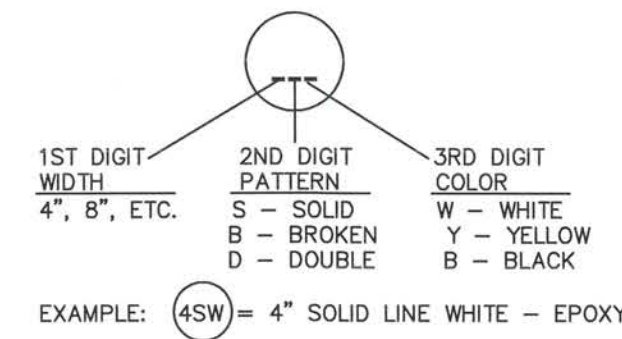 1ST DIGIT 2ND DIGIT 3RD DIGIT
WIDTH PATTERN COLOR
4", 8", ETC. S – SOLID W – WHITE
B – BROKEN Y – YELLOW
D – DOUBLE B – BLACK
EXAMPLE: 4SW = 4" SOLID LINE WHITE – EPOXY